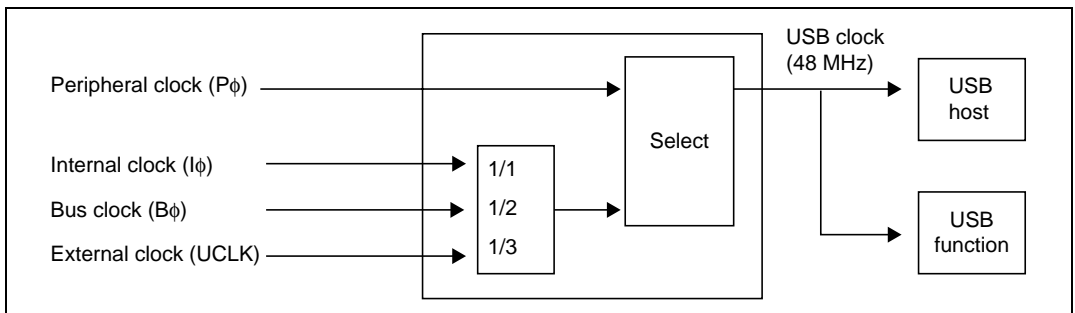 USB clock
(48 MHz)
Peripheral clock (Pϕ)
USB
host
Select
Internal clock (Iϕ)
1/1
Bus clock (Bϕ)
1/2
External clock (UCLK)
1/3
USB
function